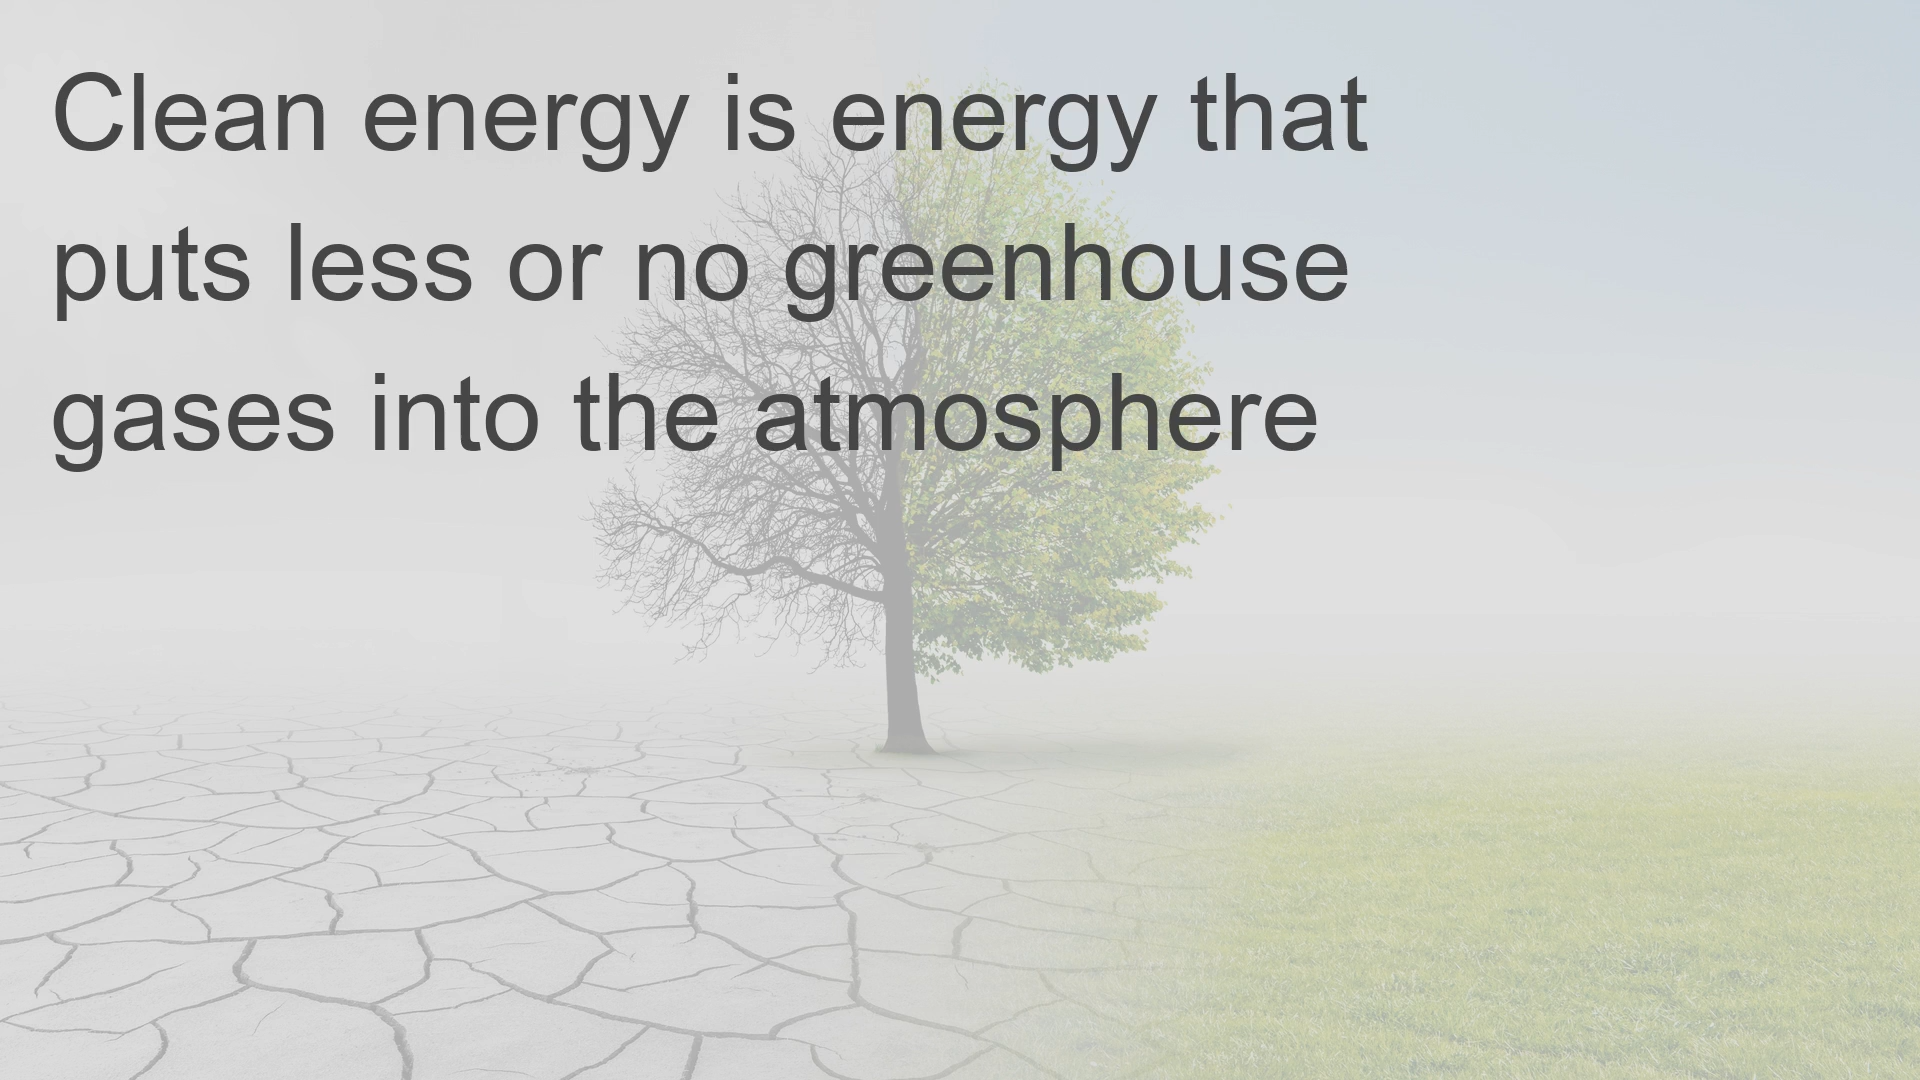 Clean energy is energy that
puts less or no greenhouse
gases into the atmosphere